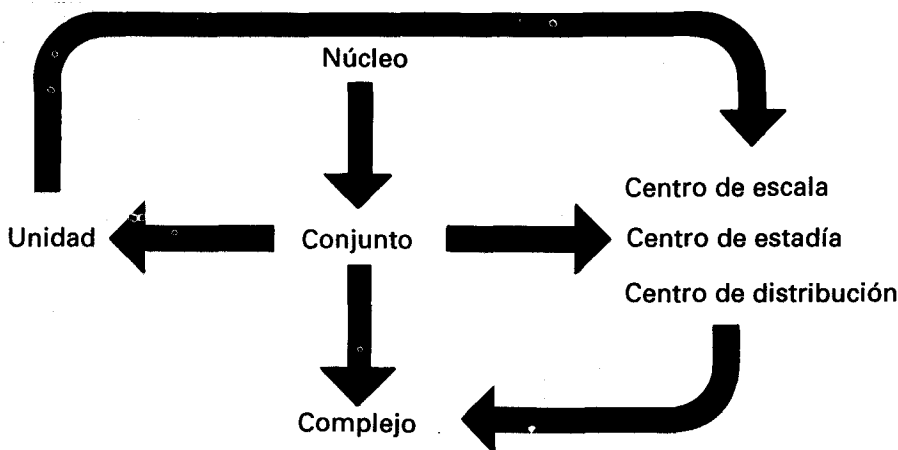 Núcleo
Centro de escala
Unidad
Conjunto
Centro de estadía
Centro de distribución
Complejo